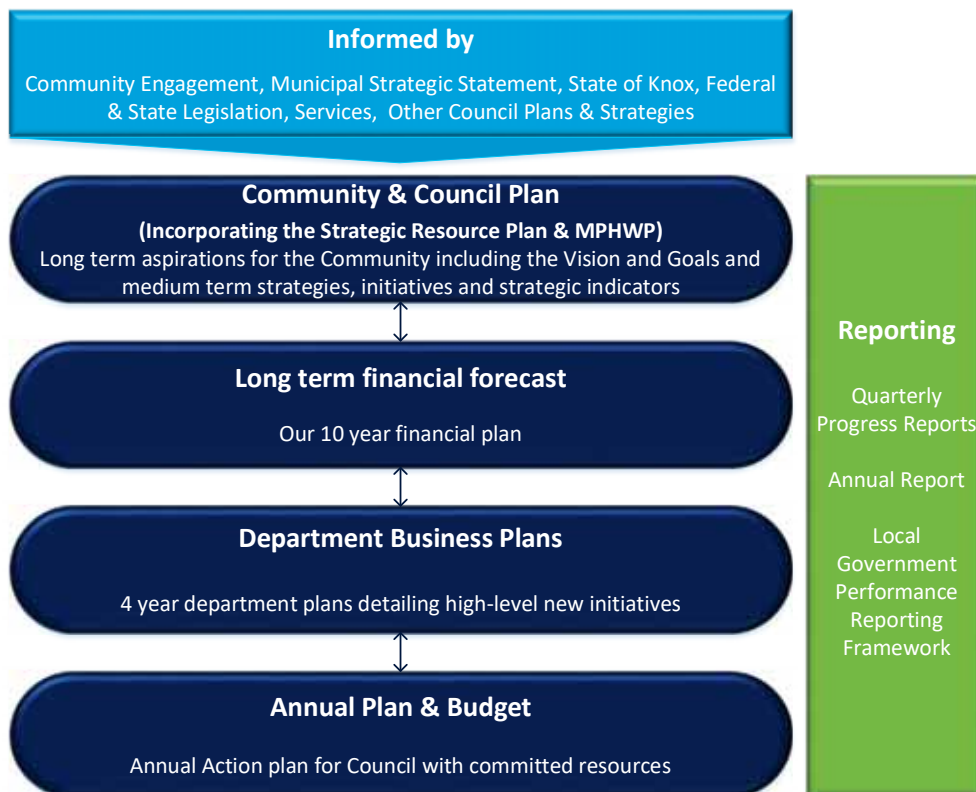 Informed by
Community Engagement, Municipal Strategic Statement, State of Knox, Federal
& State Legislation, Services, Other Council Plans & Strategies
Community & Council Plan
(Incorporating the Strategic Resource Plan & MPHWP)
Long term aspirations for the Community including the Vision and Goals and
medium term strategies, initiatives and strategic indicators
Long term financial forecast
Our 10 year financial plan
Department Business Plans
4 year department plans detailing high-level new initiatives
Annual Plan & Budget
Annual Action plan for Council with committed resources
Reporting
Quarterly
Progress Reports
Annual Report
Local
Government
Performance
Reporting
Framework